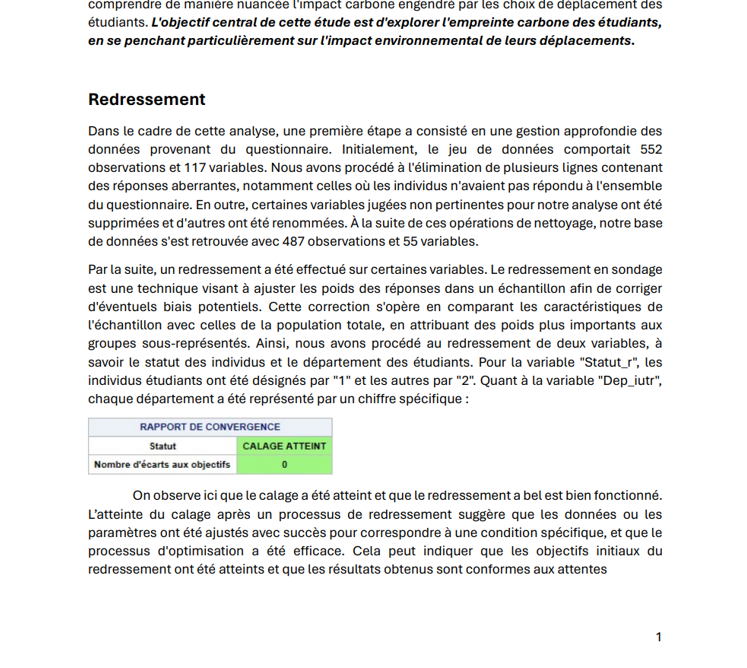 comprendre de manière nuancée l'impact carbone engendré par les choix de déplacement des
étudiants. L'objectif central de cette étude est d'explorer l'empreinte carbone des étudiants,
en se penchant particulièrement sur l'impact environnemental de leurs déplacements.
Redressement
Dans le cadre de cette analyse, une première étape a consisté en une gestion approfondie des
données provenant du questionnaire. Initialement, le jeu de données comportait 552
observations et 117 variables. Nous avons procédé à l'élimination de plusieurs lignes contenant
des réponses aberrantes, notamment celles où les individus n'avaient pas répondu à l'ensemble
du questionnaire. En outre, certaines variables jugées non pertinentes pour notre analyse ont été
supprimées et d'autres ont été renommées. À la suite de ces opérations de nettoyage, notre base
de données s'est retrouvée avec 487 observations et 55 variables.
Par la suite, un redressement a été effectué sur certaines variables. Le redressement en sondage
est une technique visant à ajuster les poids des réponses dans un échantillon afin de corriger
d'éventuels biais potentiels. Cette correction s'opère en comparant les caractéristiques de
l'échantillon avec celles de la population totale, en attribuant des poids plus importants aux
groupes sous-représentés. Ainsi, nous avons procédé au redressement de deux variables, à
savoir le statut des individus et le département des étudiants. Pour la variable "Statut_r", les
individus étudiants ont été désignés par "1" et les autres par "2". Quant à la variable "Dep_iutr",
chaque département a été représenté par un chiffre spécifique :
RAPPORT DE CONVERGENCE
Statut CALAGE ATTEINT
Nombre d'écarts aux objectifs 0
On observe ici que le calage a été atteint et que le redressement a bel est bien fonctionné.
L'atteinte du calage après un processus de redressement suggère que les données ou les
paramètres ont été ajustés avec succès pour correspondre à une condition spécifique, et que le
processus d'optimisation a été efficace. Cela peut indiquer que les objectifs initiaux du
redressement ont été atteints et que les résultats obtenus sont conformes aux attentes
1